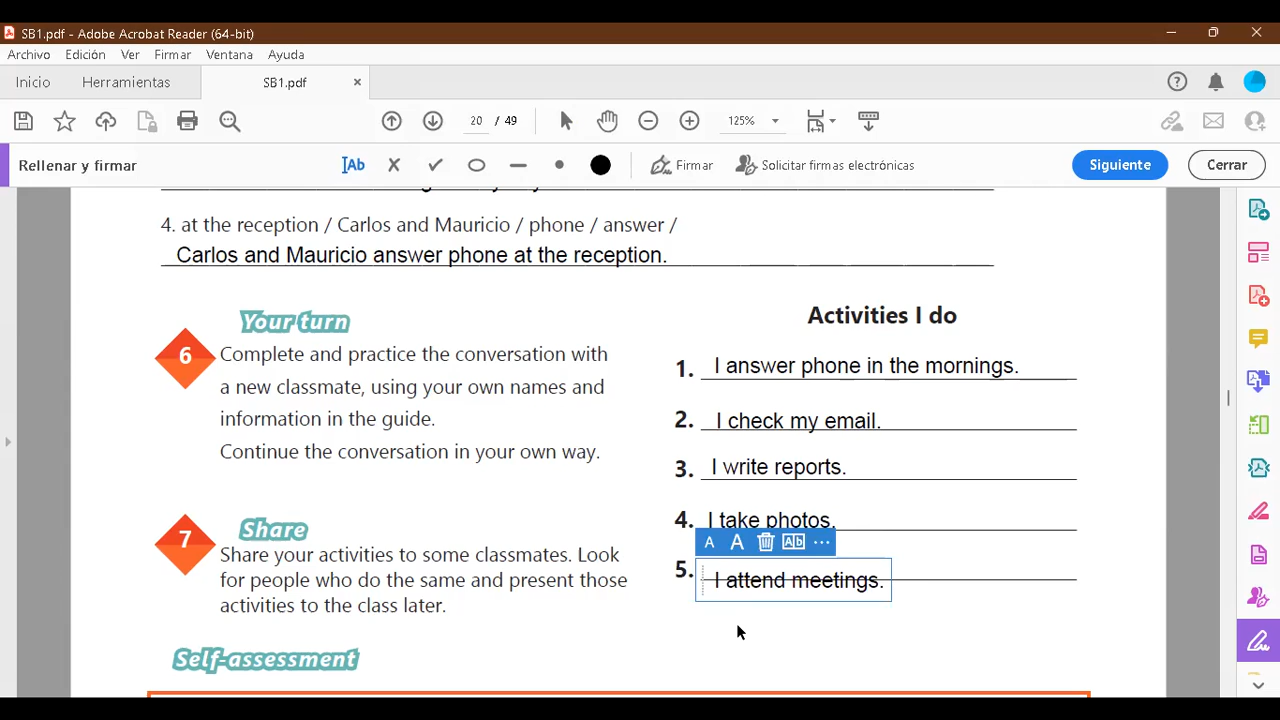 SB1.pdf - Adobe Acrobat Reader (64-bit)
Archivo Edición Ver Firmar Ventana Ayuda
Inicio Herramientas SB1.pdf ×
20 / 49 125%
Rellenar y firmar Ab Firmar Solicitar firmas electrónicas Siguiente Cerrar
4. at the reception / Carlos and Mauricio / phone / answer /
Carlos and Mauricio answer phone at the reception.
Your turn
6 Complete and practice the conversation with
a new classmate, using your own names and
information in the guide.
Continue the conversation in your own way.
7 Share
Share your activities to some classmates. Look
for people who do the same and present those
activities to the class later.
Activities I do
1. I answer phone in the mornings.
2. I check my email.
3. I write reports.
4. I take photos.
A A Ab ...
5. I attend meetings.
Self-assessment